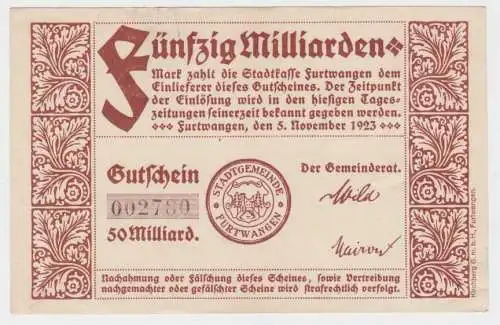 Fünfzig Milliarden
Mark zahlt die Stadtkasse Furtwangen dem
Einlieferer dieses Gutscheines. Der Zeitpunkt
der Einlösung wird in den hiesigen Tages-
zeitungen seinerzeit bekannt gegeben werden.
Furtwangen, den 5. November 1923
Gutschein
002780
50 Milliard.
STADTGEMEINDE
FURTWANGEN
Der Gemeinderat.
Nachahmung oder Fälschung dieses Scheines, sowie Vertreibung
nachgemachter oder gefälschter Scheine wird strafrechtlich verfolgt.
G. m. b. H., Furtwangen.